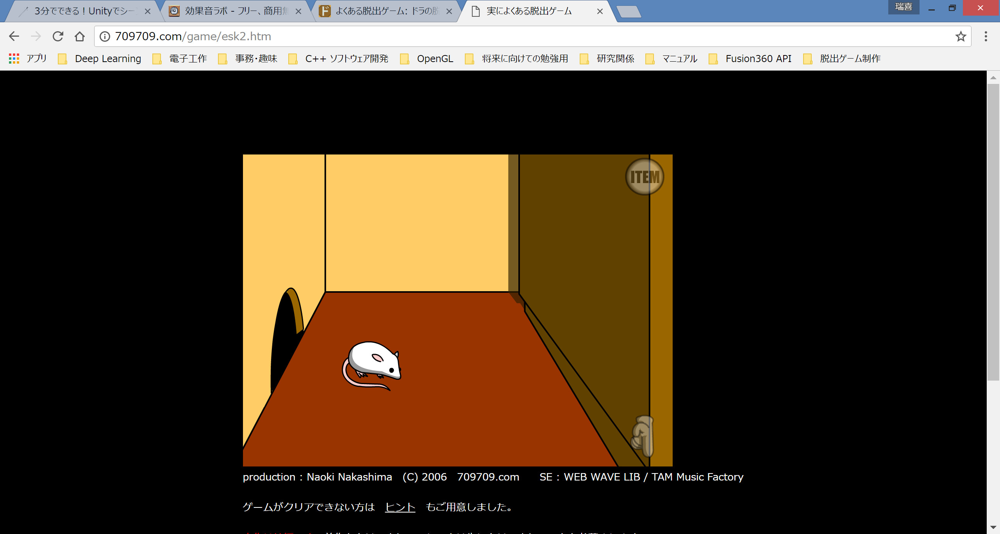 3分でできる！Unityでシー
効果音ラボ - フリー、商用無
よくある脱出ゲーム: ドラの脱
実によくある脱出ゲーム
瑞喜
709709.com/game/esk2.htm
アプリ Deep Learning 電子工作 事務・趣味 C++ ソフトウェア開発 OpenGL 将来に向けての勉強用 研究関係 マニュアル Fusion360 API 脱出ゲーム制作
ITEM
production : Naoki Nakashima (C) 2006 709709.com SE : WEB WAVE LIB / TAM Music Factory
ゲームがクリアできない方は ヒント もご用意しました。